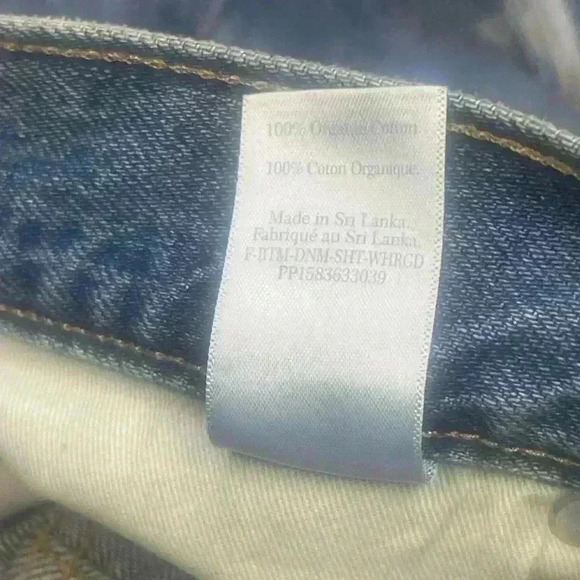 100% Organic Cotton
100% Coton Organique.
Made in Sri Lanka.
Fabriqué au Sri Lanka.
F-BTM-DNM-SHT-WHRGD
PP1583633039